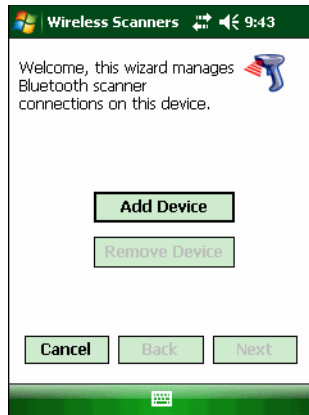 Wireless Scanners 9:43
Welcome, this wizard manages
Bluetooth scanner
connections on this device.
Add Device
Remove Device
Cancel Back Next